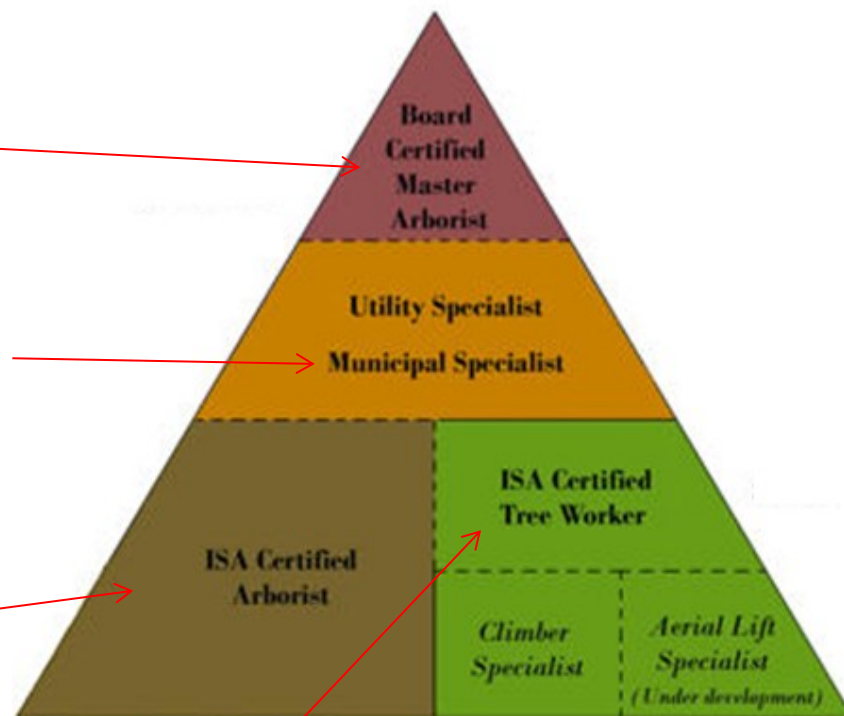 Board
Certified
Master
Arborist
Utility Specialist
Municipal Specialist
ISA Certified
Arborist
ISA Certified
Tree Worker
Climber
Specialist
Aerial Lift
Specialist
(Under development)